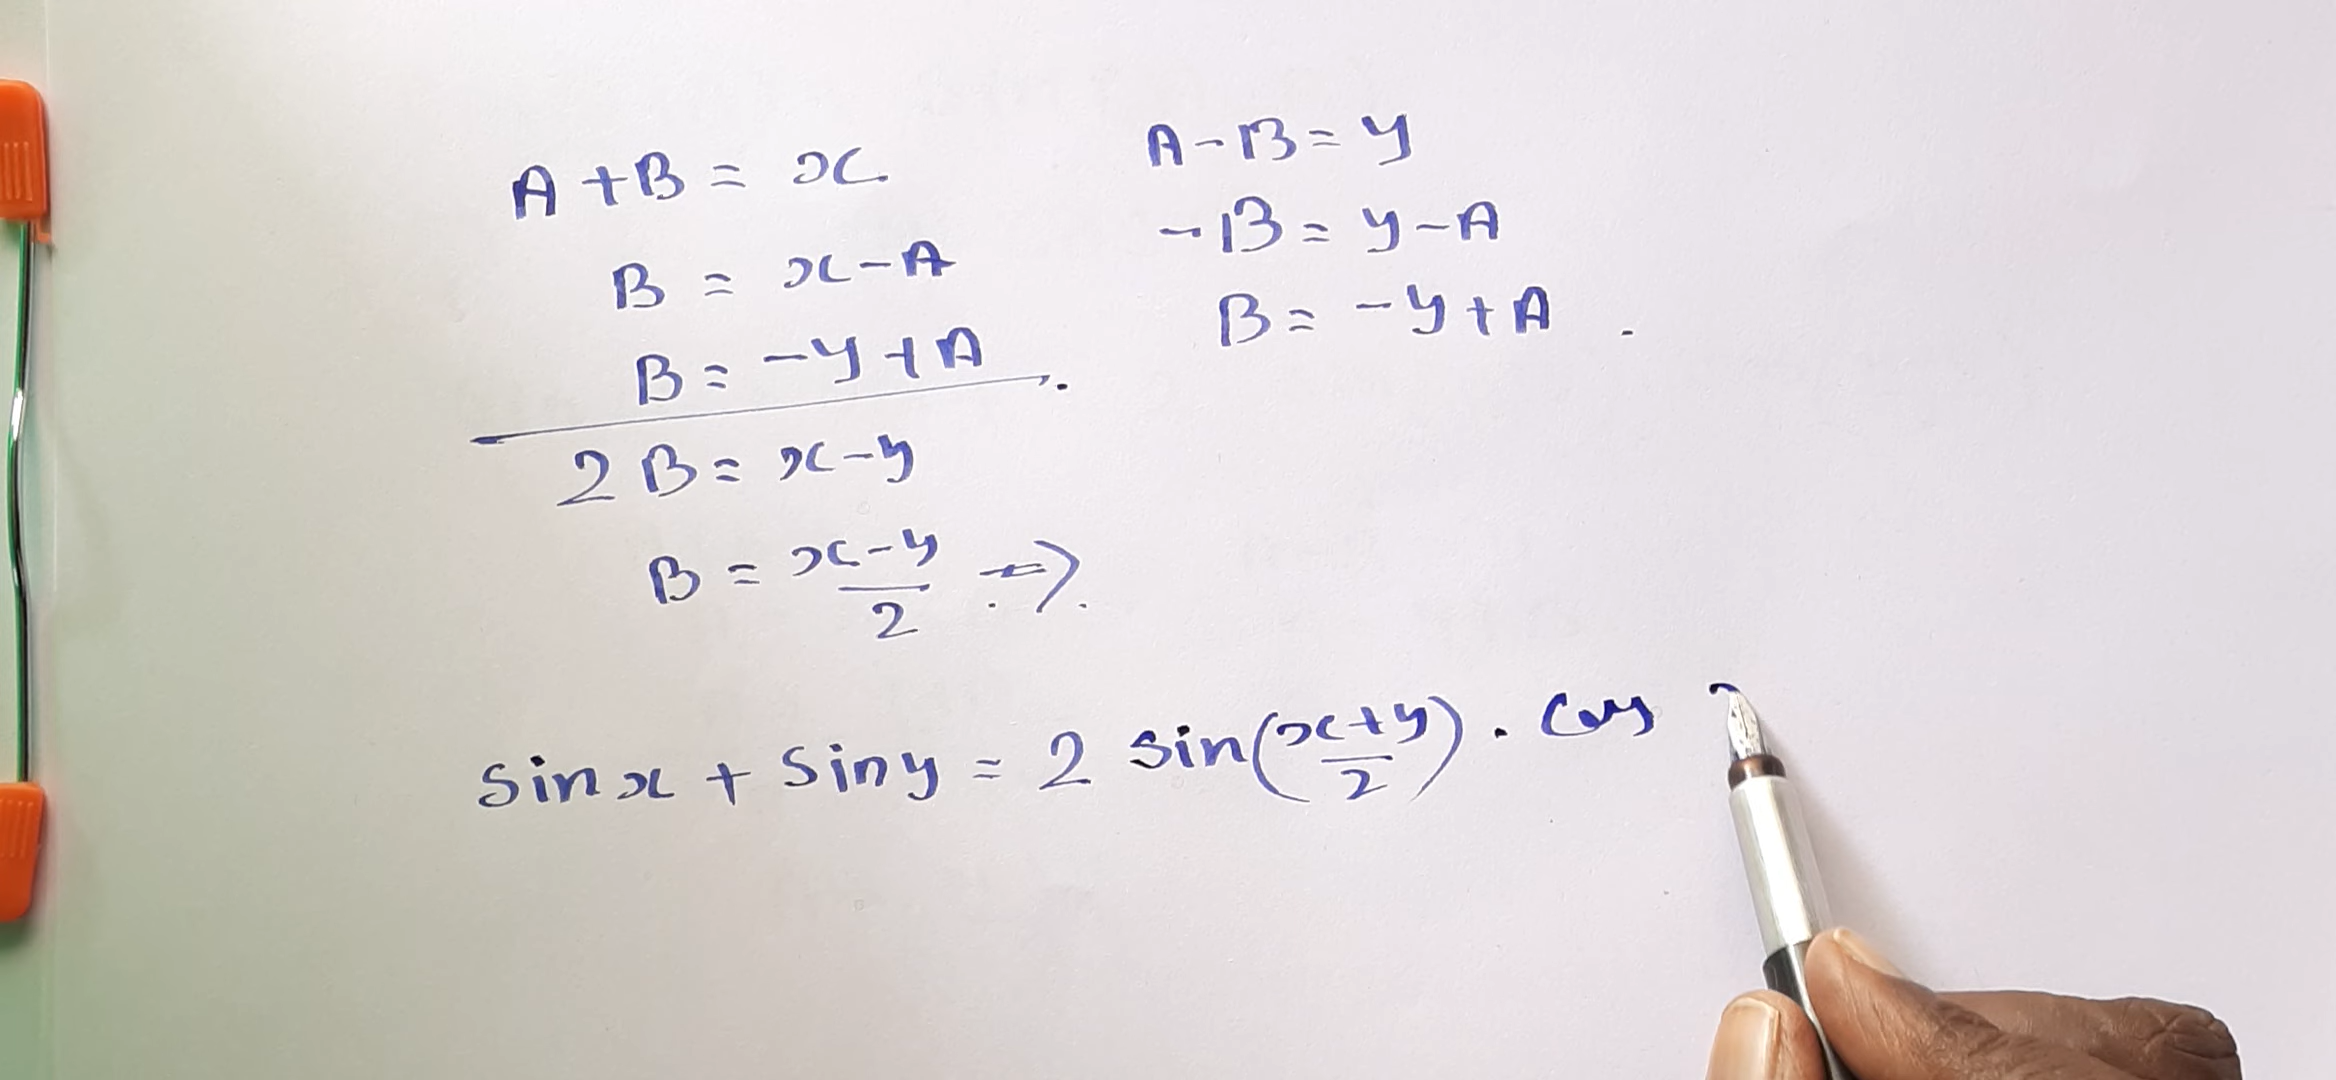 A + B = x
B = x - A
B = -y + A
2B = x - y
B = x - y / 2 ⇒
A - B = y
-B = y - A
B = -y + A
sin x + sin y = 2 sin(x + y / 2) . Cos